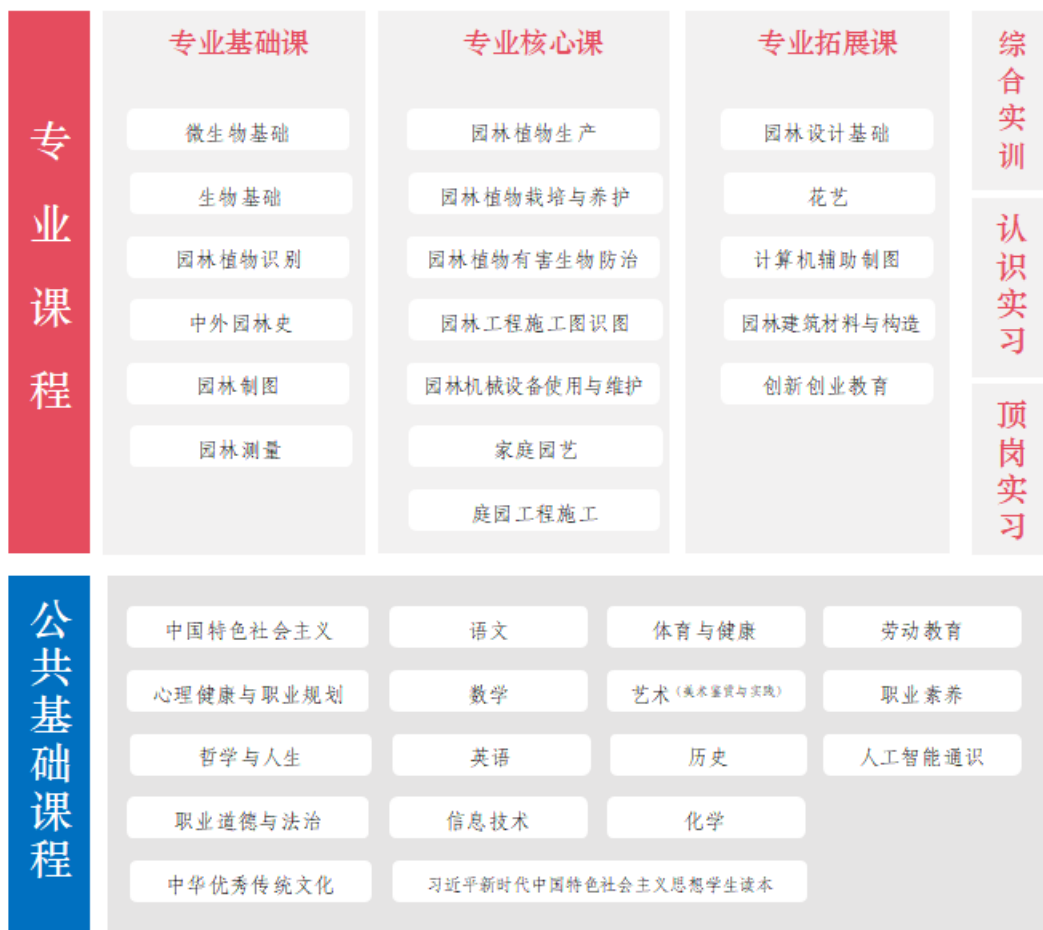 专业课程
专业基础课
微生物基础
生物基础
园林植物识别
中外园林史
园林制图
园林测量
专业核心课
园林植物生产
园林植物栽培与养护
园林植物有害生物防治
园林工程施工图识图
园林机械设备使用与维护
家庭园艺
庭园工程施工
专业拓展课
园林设计基础
花艺
计算机辅助制图
园林建筑材料与构造
创新创业教育
综合实训
认识实习
顶岗实习
公共基础课程
中国特色社会主义
语文
体育与健康
劳动教育
心理健康与职业规划
数学
艺术（美术鉴赏与实践）
职业素养
哲学与人生
英语
历史
人工智能通识
职业道德与法治
信息技术
化学
中华优秀传统文化
习近平新时代中国特色社会主义思想学生读本